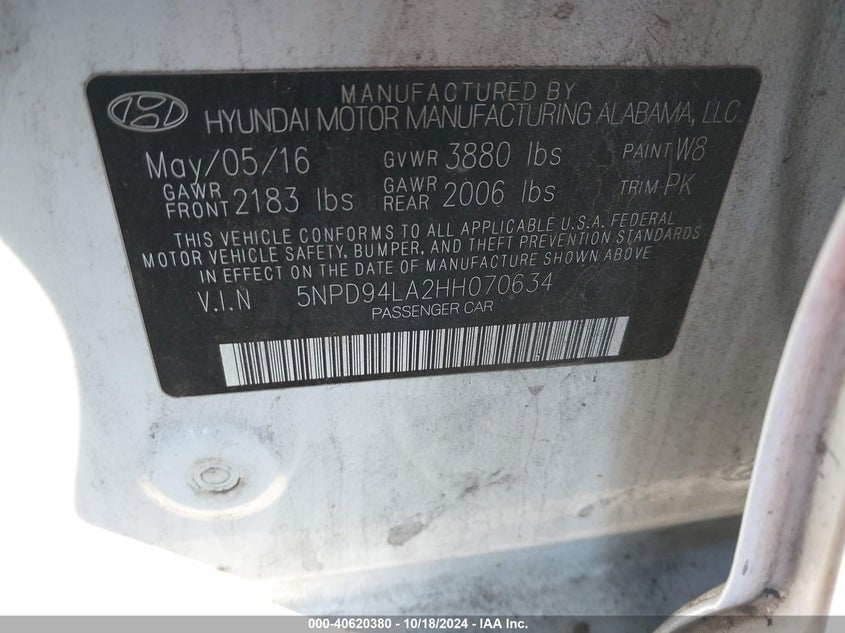 MANUFACTURED BY
HYUNDAI MOTOR MANUFACTURING ALABAMA, LLC
May/05/16 GVWR 3880 lbs PAINT W8
GAWR FRONT 2183 lbs GAWR REAR 2006 lbs TRIM PK
THIS VEHICLE CONFORMS TO ALL APPLICABLE U.S.A. FEDERAL
MOTOR VEHICLE SAFETY, BUMPER, AND THEFT PREVENTION STANDARDS
IN EFFECT ON THE DATE OF MANUFACTURE SHOWN ABOVE
V.I.N 5NPD94LA2HH070634
PASSENGER CAR
000-40620380 - 10/18/2024 - IAA Inc.